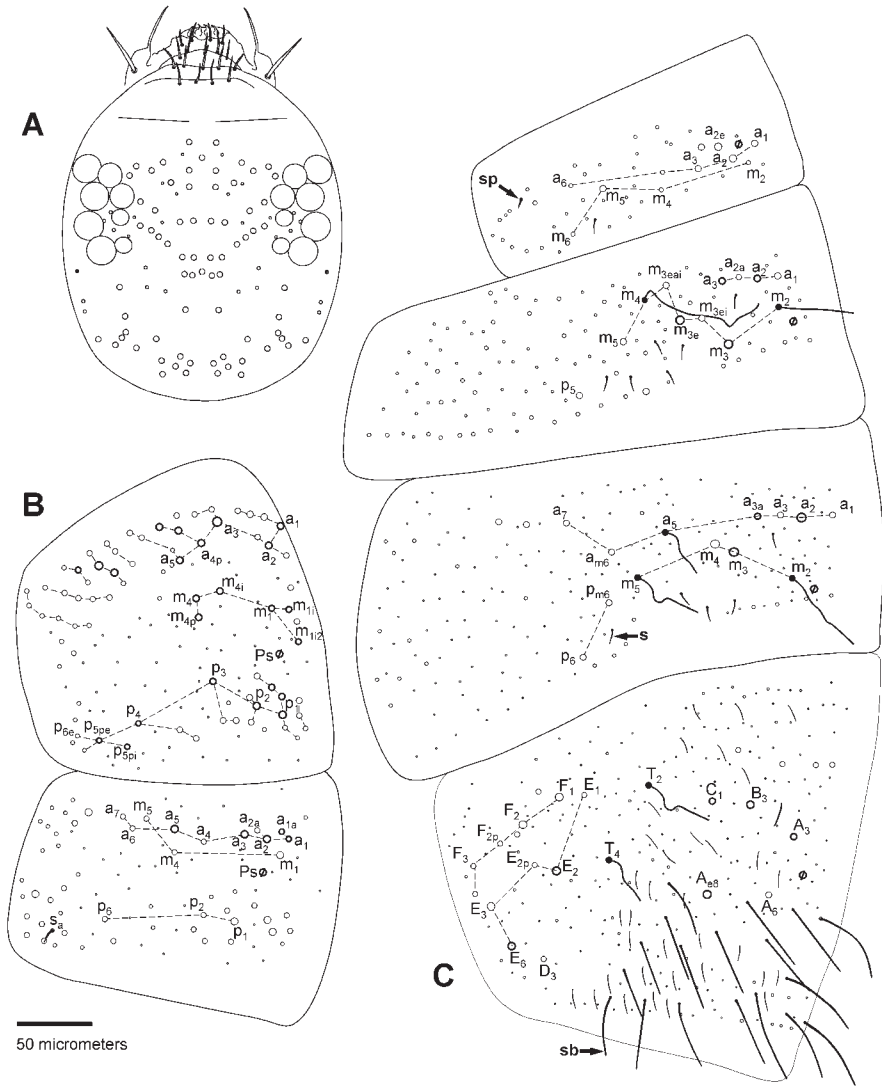 A
a2e
ø
a1
a3
a2
sp
a6
m2
m5
m4
m6
m3eai
a2a
a2
a1
a3
m4
m3ei
m2
m3e
ø
m5
m3
p5
B
a1
a3
a2
a5
a4p
m4
m4i
m4p
m1
m1i
m1i2
Psø
p3
p2
p1
p4
p6e
p5pe
p5pi
a7
a5
a3a
a3
a2
a1
am6
m4
m3
m5
m2
ø
pm6
s
p6
a7
m5
a5
a2a
a1a
a6
a4
a3
a2
a1
m4
m1
Psø
p6
p2
sa
p1
F1
E1
T2
C1
B3
F2
F2p
A3
F3
E2p
E2
T4
ø
E3
Ae8
A6
E6
D3
C
sb
50 micrometers